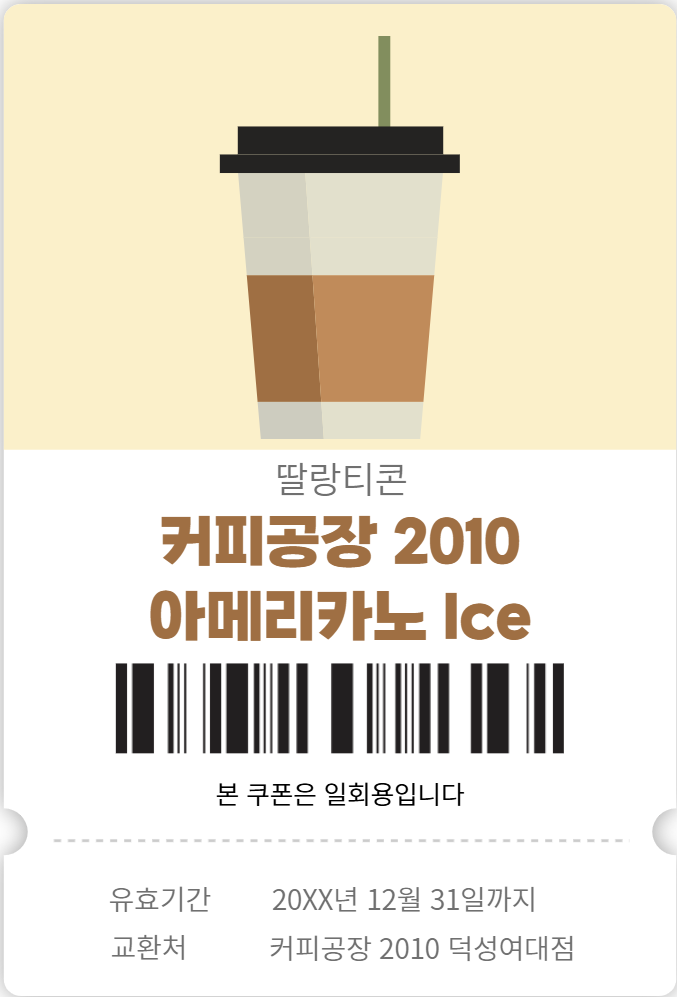 딸랑티콘
커피공장 2010
아메리카노 Ice
본 쿠폰은 일회용입니다
유효기간 20XX년 12월 31일까지
교환처 커피공장 2010 덕성여대점